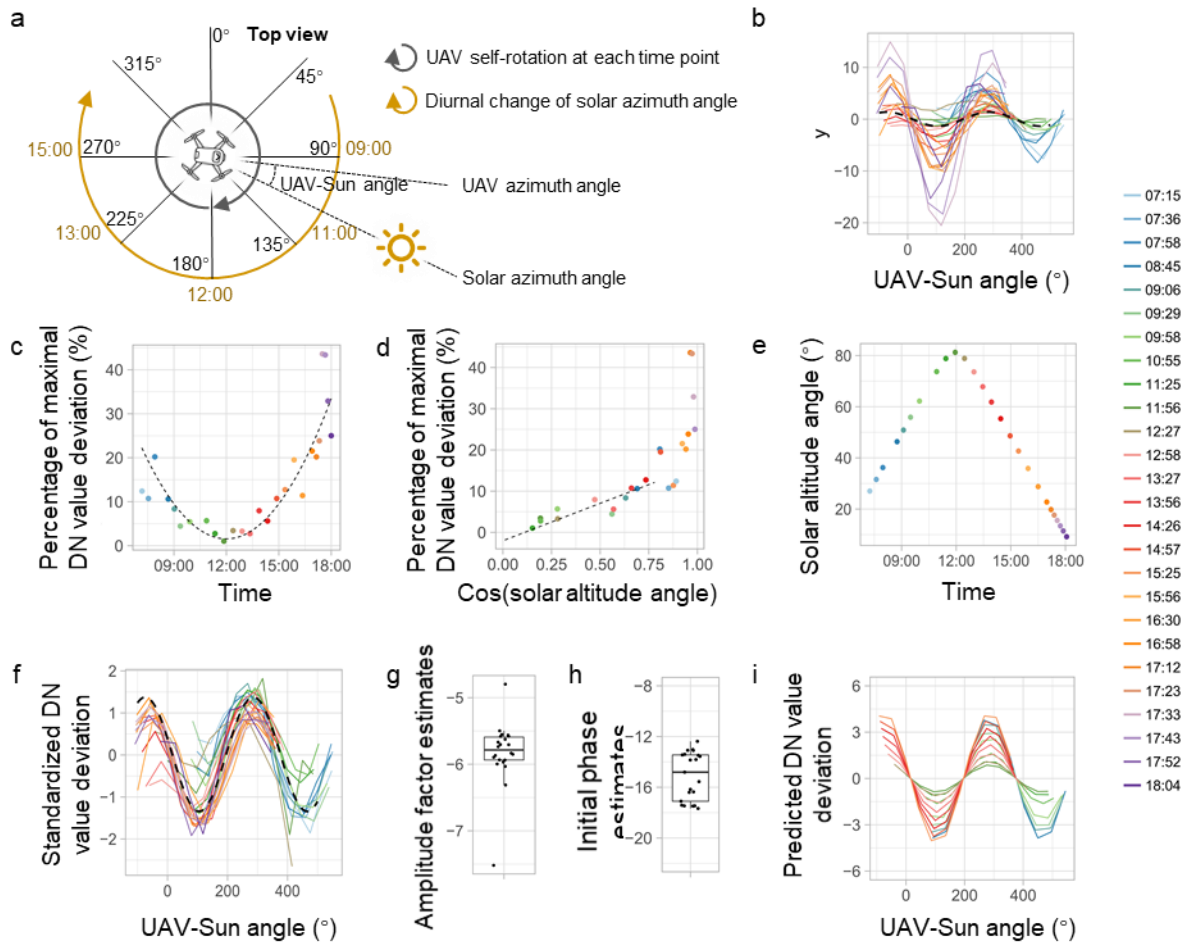 a
Top view
0°
45°
90°
135°
180°
225°
270°
315°
09:00
11:00
12:00
13:00
15:00
UAV-Sun angle
UAV self-rotation at each time point
Diurnal change of solar azimuth angle
UAV azimuth angle
Solar azimuth angle
b
y
10
0
−10
−20
0
200
400
UAV-Sun angle (°)
07:15
07:36
07:58
08:45
09:06
09:29
09:58
10:55
11:25
11:56
12:27
12:58
13:27
13:56
14:26
14:57
15:25
15:56
16:30
16:58
17:12
17:23
17:33
17:43
17:52
18:04
c
Percentage of maximal
DN value deviation (%)
40
30
20
10
0
09:00
12:00
15:00
18:00
Time
d
Percentage of maximal
DN value deviation (%)
40
30
20
10
0
0.00
0.25
0.50
0.75
1.00
Cos(solar altitude angle)
e
Solar altitude angle (°)
80
60
40
20
09:00
12:00
15:00
18:00
Time
f
Standardized DN
value deviation
2
1
0
−1
−2
0
200
400
UAV-Sun angle (°)
g
Amplitude factor estimates
−5
−6
−7
h
Initial phase
estimates
−8
−12
−16
−20
i
Predicted DN value
deviation
6
3
0
−3
−6
0
200
400
UAV-Sun angle (°)